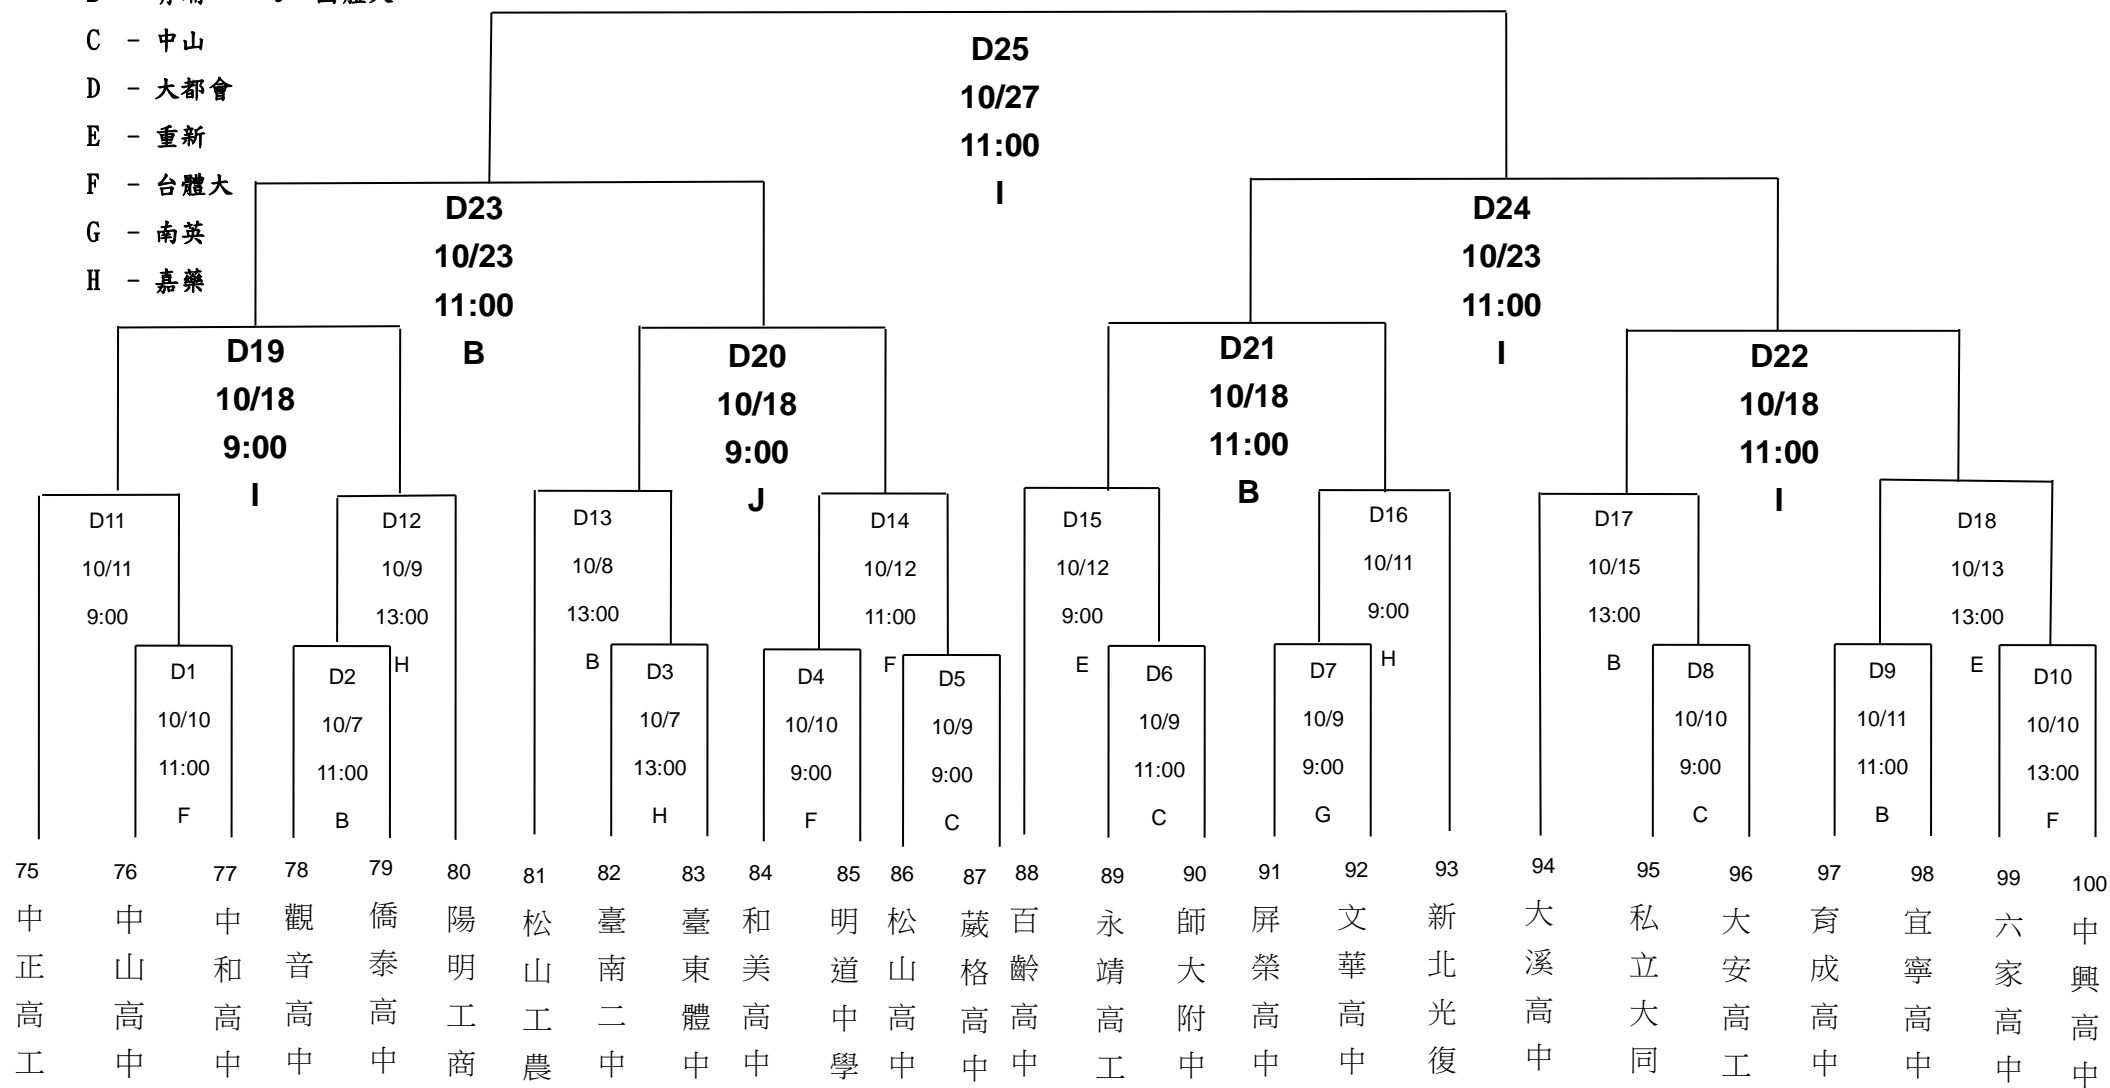 C - 中山
D - 大都會
E - 重新
F - 台體大
G - 南英
H - 嘉藥
D25
10/27
11:00
I
D23
10/23
11:00
B
D24
10/23
11:00
I
D19
10/18
9:00
I
D20
10/18
9:00
J
D21
10/18
11:00
B
D22
10/18
11:00
I
D11
10/11
9:00
D12
10/9
13:00
H
D13
10/8
13:00
B
D14
10/12
11:00
F
D15
10/12
9:00
E
D16
10/11
9:00
H
D17
10/15
13:00
B
D18
10/13
13:00
E
D1
10/10
11:00
F
D2
10/7
11:00
B
D3
10/7
13:00
H
D4
10/10
9:00
F
D5
10/9
9:00
C
D6
10/9
11:00
C
D7
10/9
9:00
G
D8
10/10
9:00
C
D9
10/11
11:00
B
D10
10/10
13:00
F
75
中正高工
76
中山高中
77
中和高中
78
觀音高中
79
僑泰高中
80
陽明工商
81
松山工農
82
臺南二中
83
臺東體中
84
和美高中
85
明道中學
86
松山高中
87
葳格高中
88
百齡高中
89
永靖高工
90
師大附中
91
屏榮高中
92
文華高中
93
新北光復
94
大溪高中
95
私立大同
96
大安高工
97
育成高中
98
宜寧高中
99
六家高中
100
中興高中